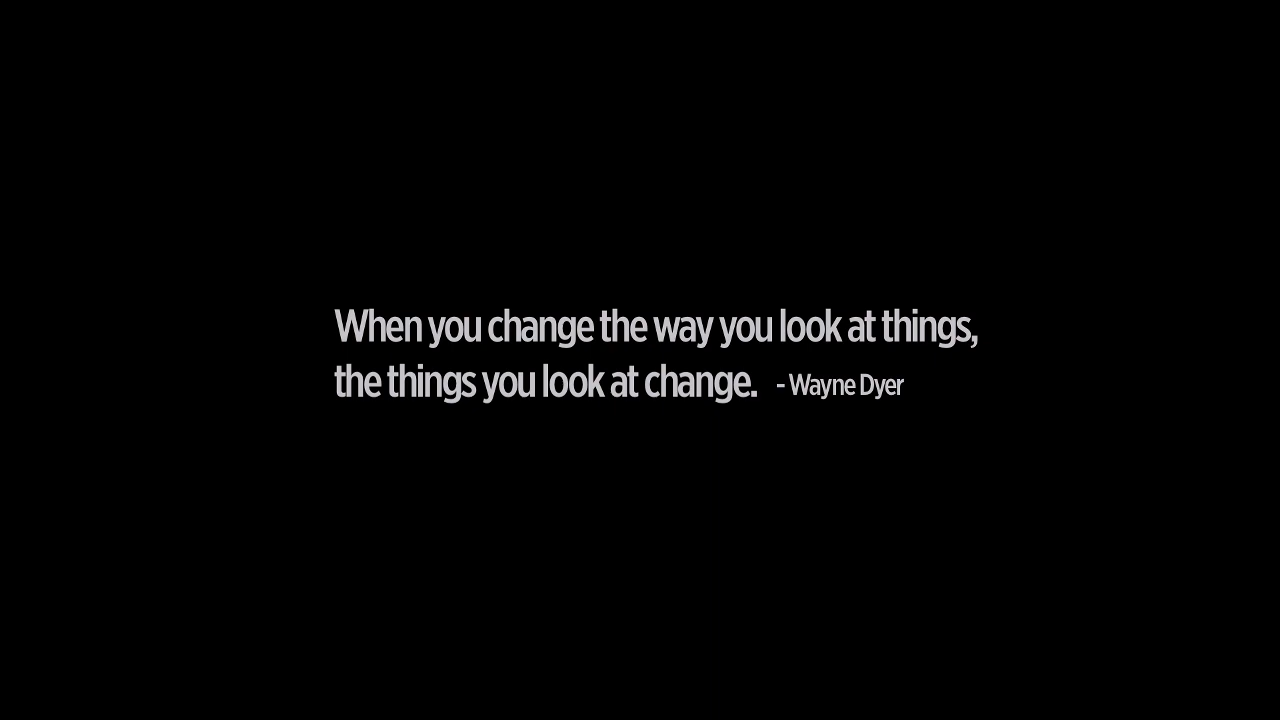 When you change the way you look at things,
the things you look at change. - Wayne Dyer